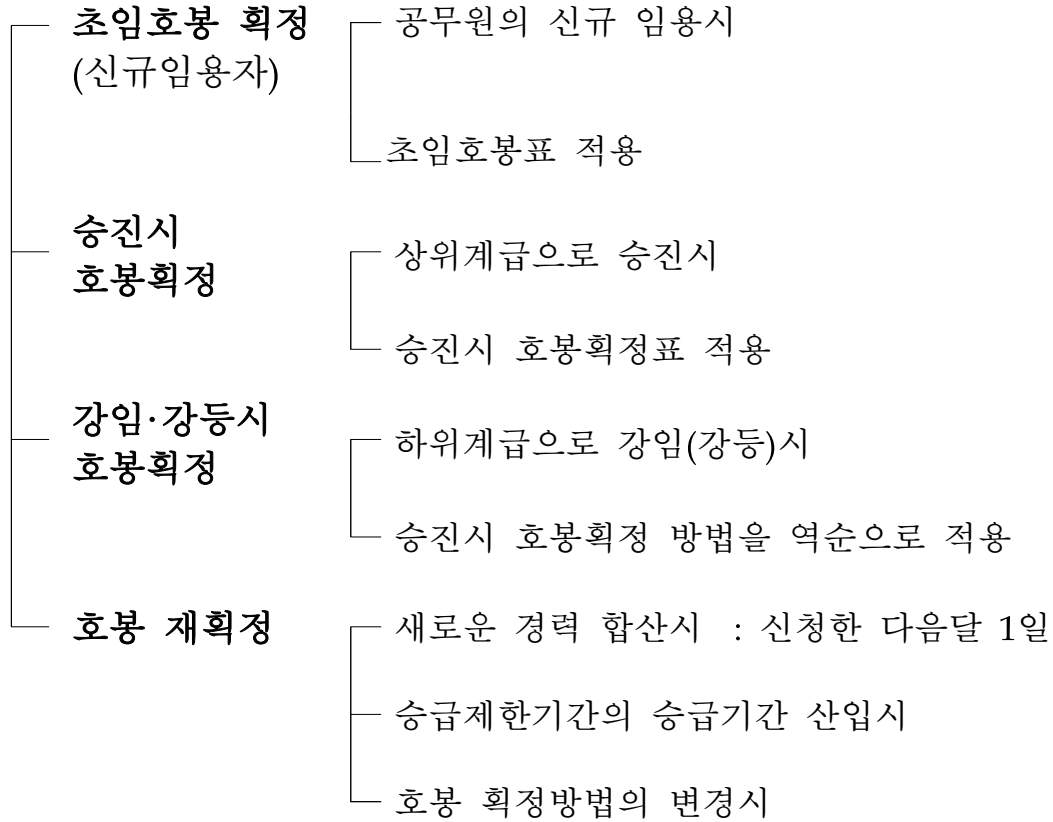 초임호봉 획정
(신규임용자)
공무원의 신규 임용시
초임호봉표 적용
승진시
호봉획정
상위계급으로 승진시
승진시 호봉획정표 적용
강임·강등시
호봉획정
하위계급으로 강임(강등)시
승진시 호봉획정 방법을 역순으로 적용
호봉 재획정
새로운 경력 합산시 : 신청한 다음달 1일
승급제한기간의 승급기간 산입시
호봉 획정방법의 변경시